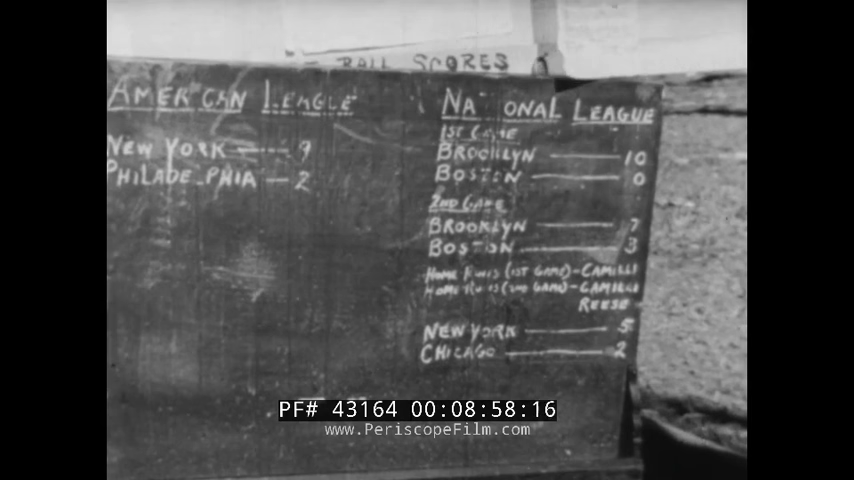 BALL SCORES
AMERICAN LEAGUE
NEW YORK — 9
PHILADELPHIA — 2
NATIONAL LEAGUE
1ST GAME
BROOKLYN — 10
BOSTON — 0
2ND GAME
BROOKLYN — 7
BOSTON — 3
HOME RUNS (1ST GAME) - CAMILLI
HOME RUNS (2ND GAME) - CAMILLI
REESE
NEW YORK — 5
CHICAGO — 2
PF# 43164 00:08:58:16
www.PeriscopeFilm.com